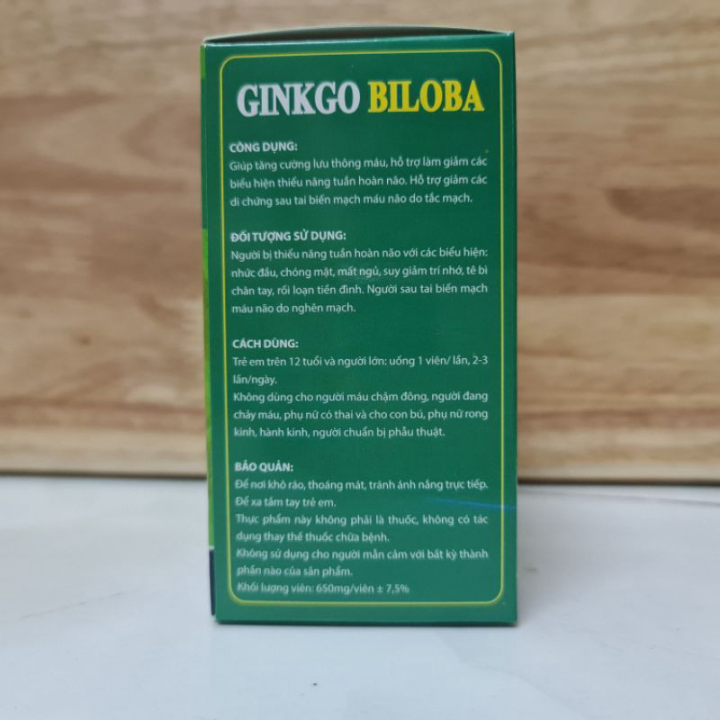 GINKGO BILOBA
CÔNG DỤNG:
Giúp tăng cường lưu thông máu, hỗ trợ làm giảm các
biểu hiện thiếu năng tuần hoàn não. Hỗ trợ giảm các
di chứng sau tai biến mạch máu não do tắc mạch.
ĐỐI TƯỢNG SỬ DỤNG:
Người bị thiếu năng tuần hoàn não với các biểu hiện:
nhức đầu, chóng mặt, mất ngủ, suy giảm trí nhớ, tê bì
chân tay, rối loạn tiền đình. Người sau tai biến mạch
máu não do nghẽn mạch.
CÁCH DÙNG:
Trẻ em trên 12 tuổi và người lớn: uống 1 viên/ lần, 2-3
lần/ngày.
Không dùng cho người máu chậm đông, người đang
chảy máu, phụ nữ có thai và cho con bú, phụ nữ rong
kinh, hành kinh, người chuẩn bị phẫu thuật.
BẢO QUẢN:
Để nơi khô ráo, thoáng mát, tránh ánh nắng trực tiếp.
Để xa tầm tay trẻ em.
Thực phẩm này không phải là thuốc, không có tác
dụng thay thế thuốc chữa bệnh.
Không sử dụng cho người mẫn cảm với bất kỳ thành
phần nào của sản phẩm.
Khối lượng viên: 650mg/viên ± 7,5%